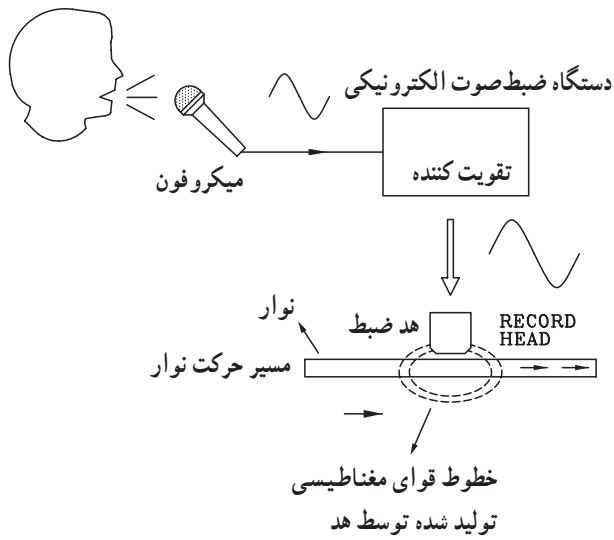 دستگاه ضبط صوت الکترونیکی
تقویت کننده
میکروفون
نوار
هد ضبط
RECORD
HEAD
مسیر حرکت نوار
خطوط قوای مغناطیسی
تولید شده توسط هد